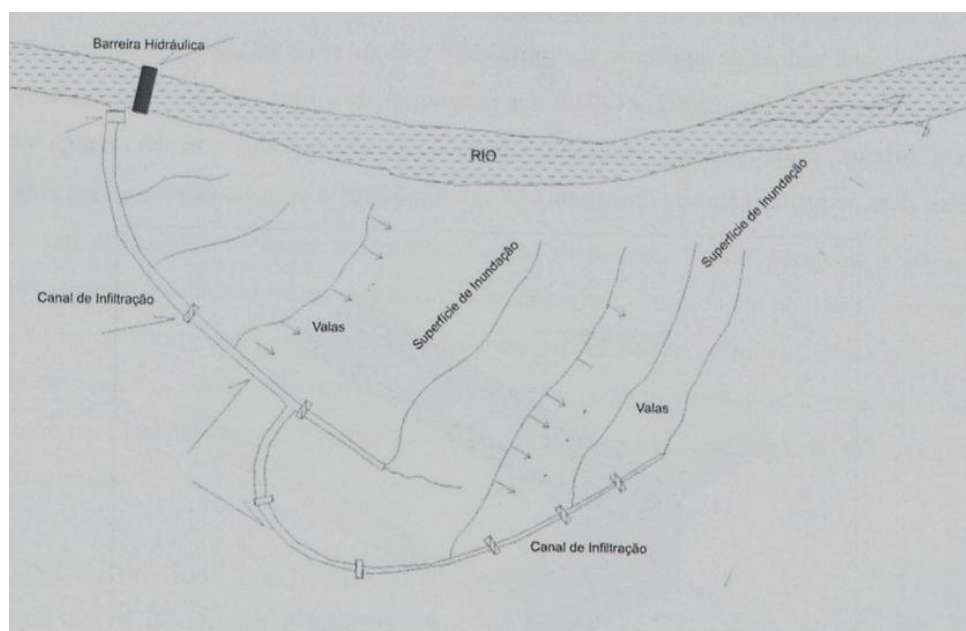 Barreira Hidráulica
RIO
Superfície de Inundação
Canal de Infiltração
Valas
Superfície de Inundação
Valas
Canal de Infiltração